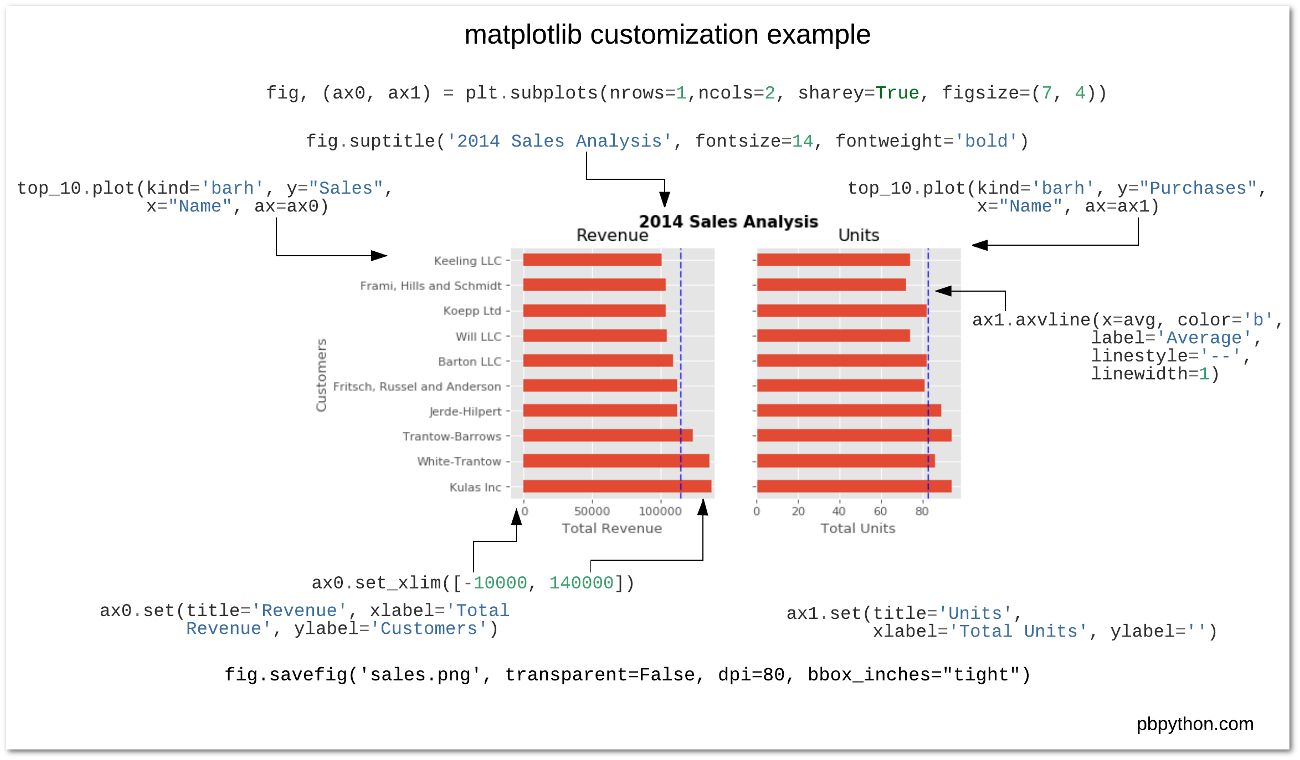 matplotlib customization example
fig, (ax0, ax1) = plt.subplots(nrows=1,ncols=2, sharey=True, figsize=(7, 4))
fig.suptitle('2014 Sales Analysis', fontsize=14, fontweight='bold')
top_10.plot(kind='barh', y="Sales",
x="Name", ax=ax0)
top_10.plot(kind='barh', y="Purchases",
x="Name", ax=ax1)
2014 Sales Analysis
Revenue
Units
Customers
Keeling LLC
Frami, Hills and Schmidt
Koepp Ltd
Will LLC
Barton LLC
Fritsch, Russel and Anderson
Jerde-Hilpert
Trantow-Barrows
White-Trantow
Kulas Inc
0 50000 100000
Total Revenue
0 20 40 60 80
Total Units
ax1.axvline(x=avg, color='b',
label='Average',
linestyle='--',
linewidth=1)
ax0.set_xlim([-10000, 140000])
ax0.set(title='Revenue', xlabel='Total
Revenue', ylabel='Customers')
ax1.set(title='Units',
xlabel='Total Units', ylabel='')
fig.savefig('sales.png', transparent=False, dpi=80, bbox_inches="tight")
pbpython.com